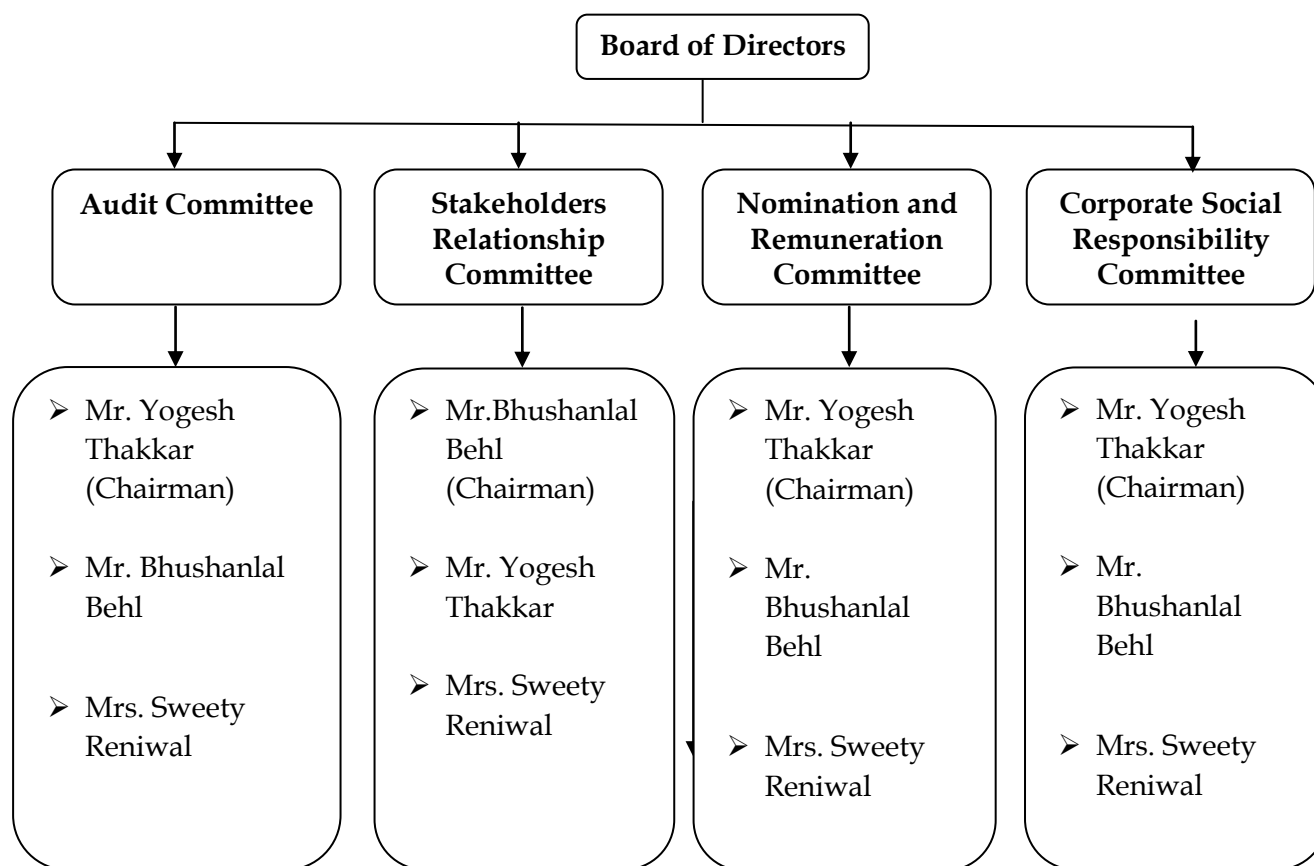 Board of Directors
Audit Committee
Stakeholders
Relationship
Committee
Nomination and
Remuneration
Committee
Corporate Social
Responsibility
Committee
➢ Mr. Yogesh
Thakkar
(Chairman)
➢ Mr. Bhushanlal
Behl
➢ Mrs. Sweety
Reniwal
➢ Mr.Bhushanlal
Behl
(Chairman)
➢ Mr. Yogesh
Thakkar
➢ Mrs. Sweety
Reniwal
➢ Mr. Yogesh
Thakkar
(Chairman)
➢ Mr.
Bhushanlal
Behl
➢ Mrs. Sweety
Reniwal
➢ Mr. Yogesh
Thakkar
(Chairman)
➢ Mr.
Bhushanlal
Behl
➢ Mrs. Sweety
Reniwal